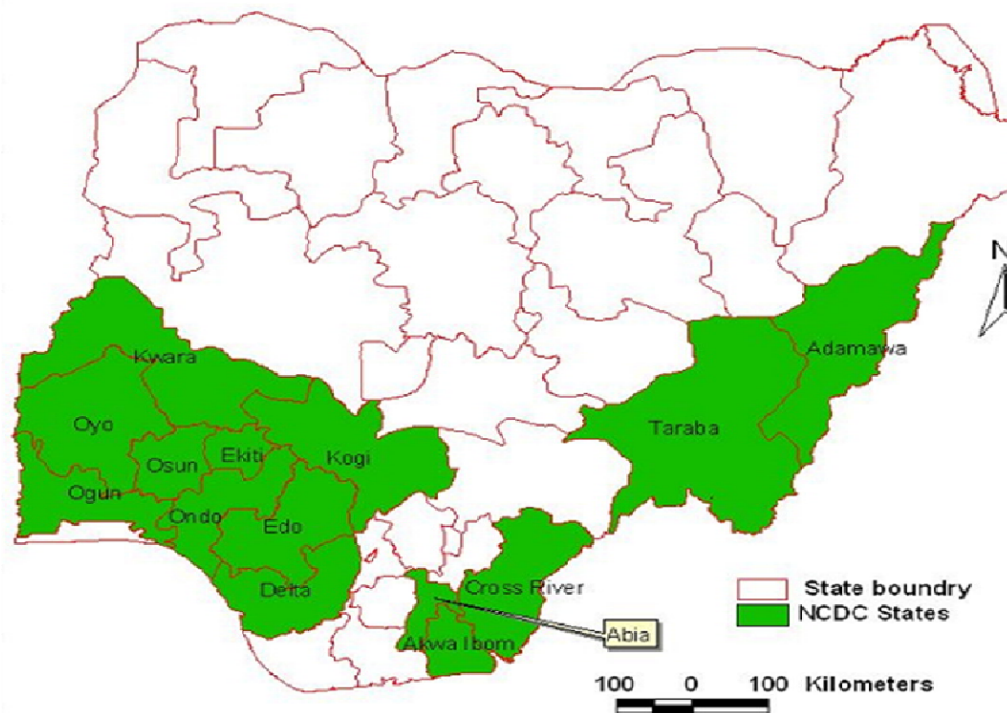 N
Adamawa
Kwara
Taraba
Oyo
Osun
Ekiti
Kogi
Ogun
Ondo
Edo
Delta
Cross River
Abia
Akwa Ibom
State boundry
NCDC States
100 0 100 Kilometers